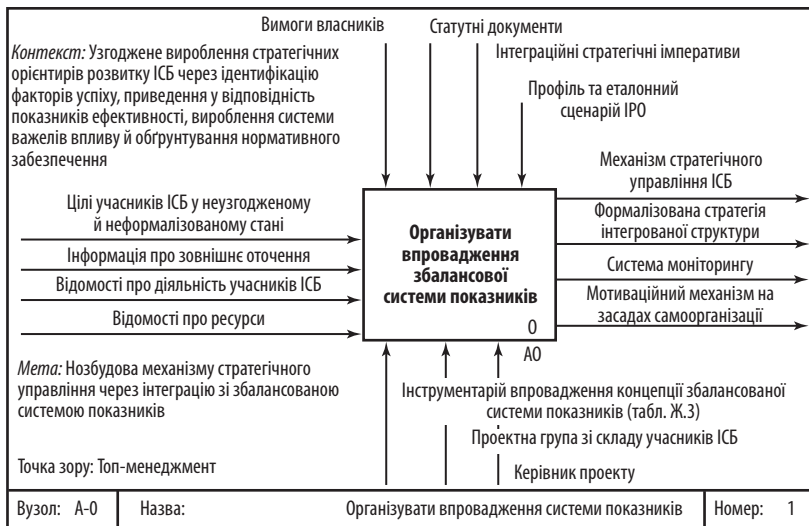 Вимоги власників
Статутні документи
Контекст: Узгоджене вироблення стратегічних
орієнтирів розвитку ІСБ через ідентифікацію
факторів успіху, приведення у відповідність
показників ефективності, вироблення системи
важелів впливу й обґрунтування нормативного
забезпечення
Інтеграційні стратегічні імперативи
Профіль та еталонний
сценарій ІРО
Цілі учасників ІСБ у неузгодженому
й неформалізованому стані
Інформація про зовнішнє оточення
Відомості про діяльність учасників ІСБ
Відомості про ресурси
Організувати
впровадження
збалансової
системи показників
0
А0
Механізм стратегічного
управління ІСБ
Формалізована стратегія
інтегрованої структури
Система моніторингу
Мотиваційний механізм на
засадах самоорганізації
Мета: Нозбудова механізму стратегічного
управління через інтеграцію зі збалансованою
системою показників
Інструментарій впровадження концепції збалансованої
системи показників (табл. Ж.3)
Проектна група зі складу учасників ІСБ
Керівник проекту
Точка зору: Топ-менеджмент
Вузол: А-0 Назва: Організувати впровадження системи показників Номер: 1